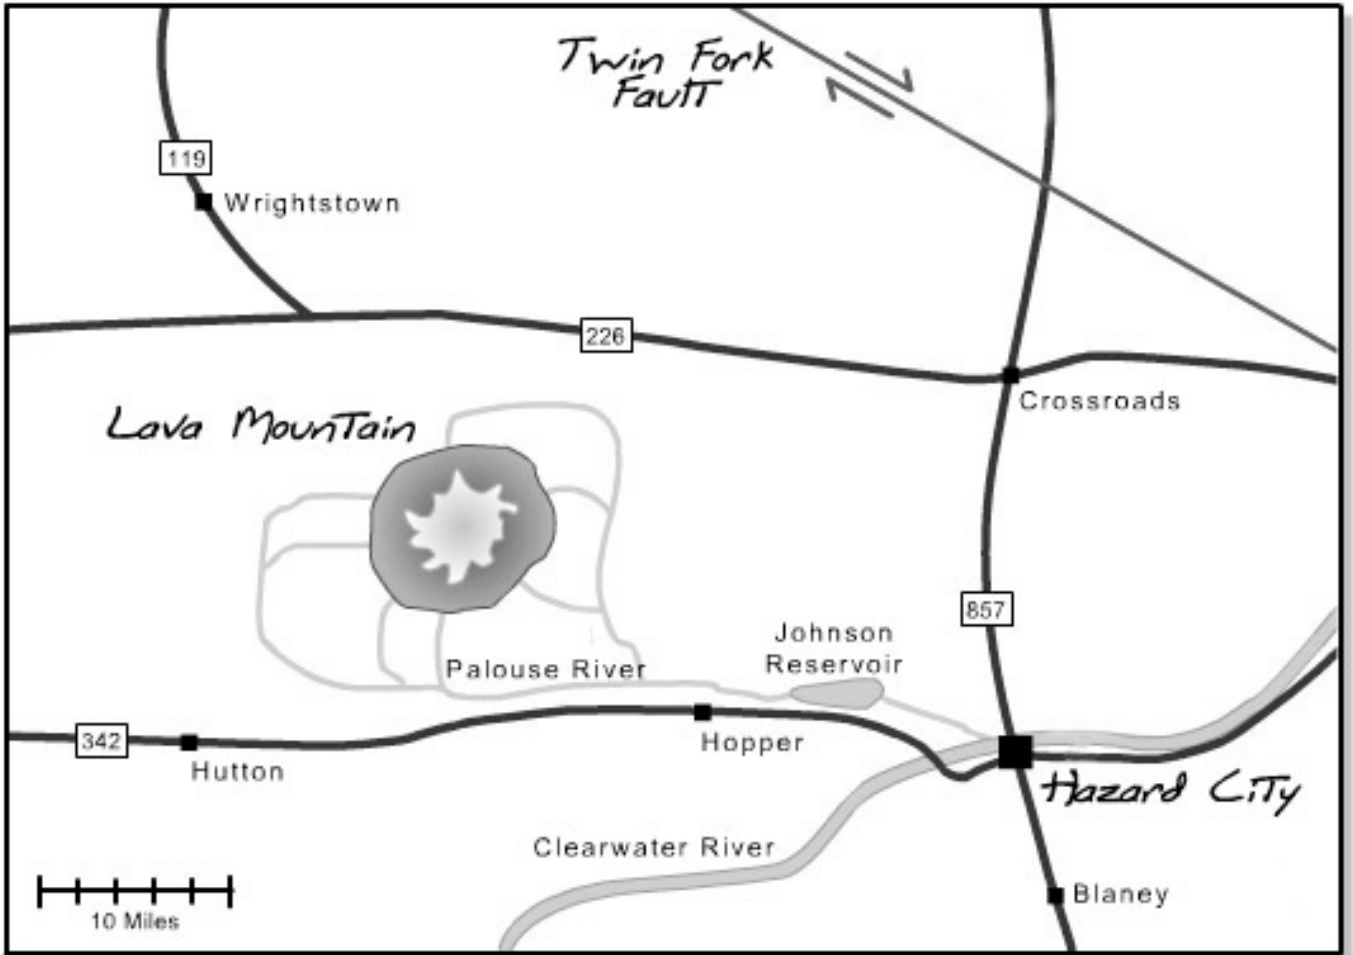 Twin Fork
Fault
119
Wrightstown
226
Crossroads
Lava Mountain
857
Johnson
Reservoir
Palouse River
342
Hutton
Hopper
Hazard City
Clearwater River
Blaney
10 Miles